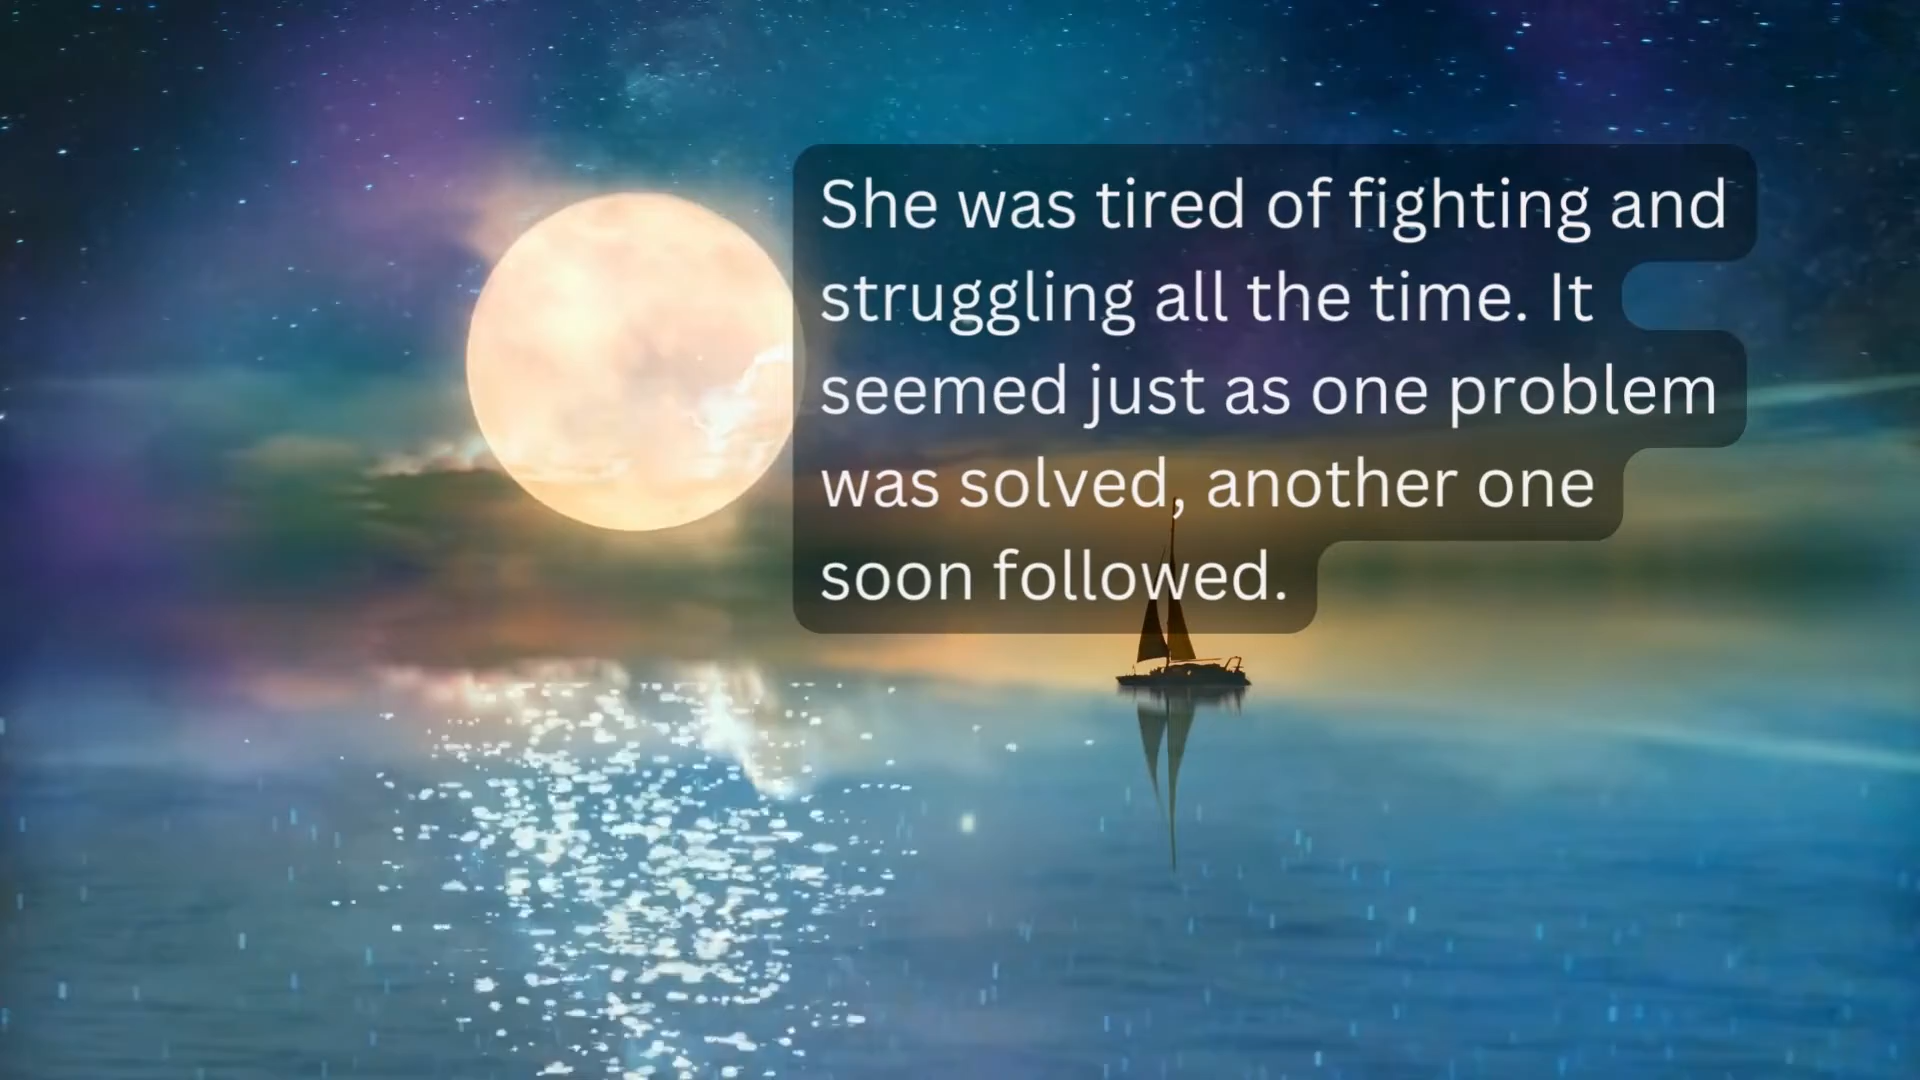 She was tired of fighting and
struggling all the time. It
seemed just as one problem
was solved, another one
soon followed.